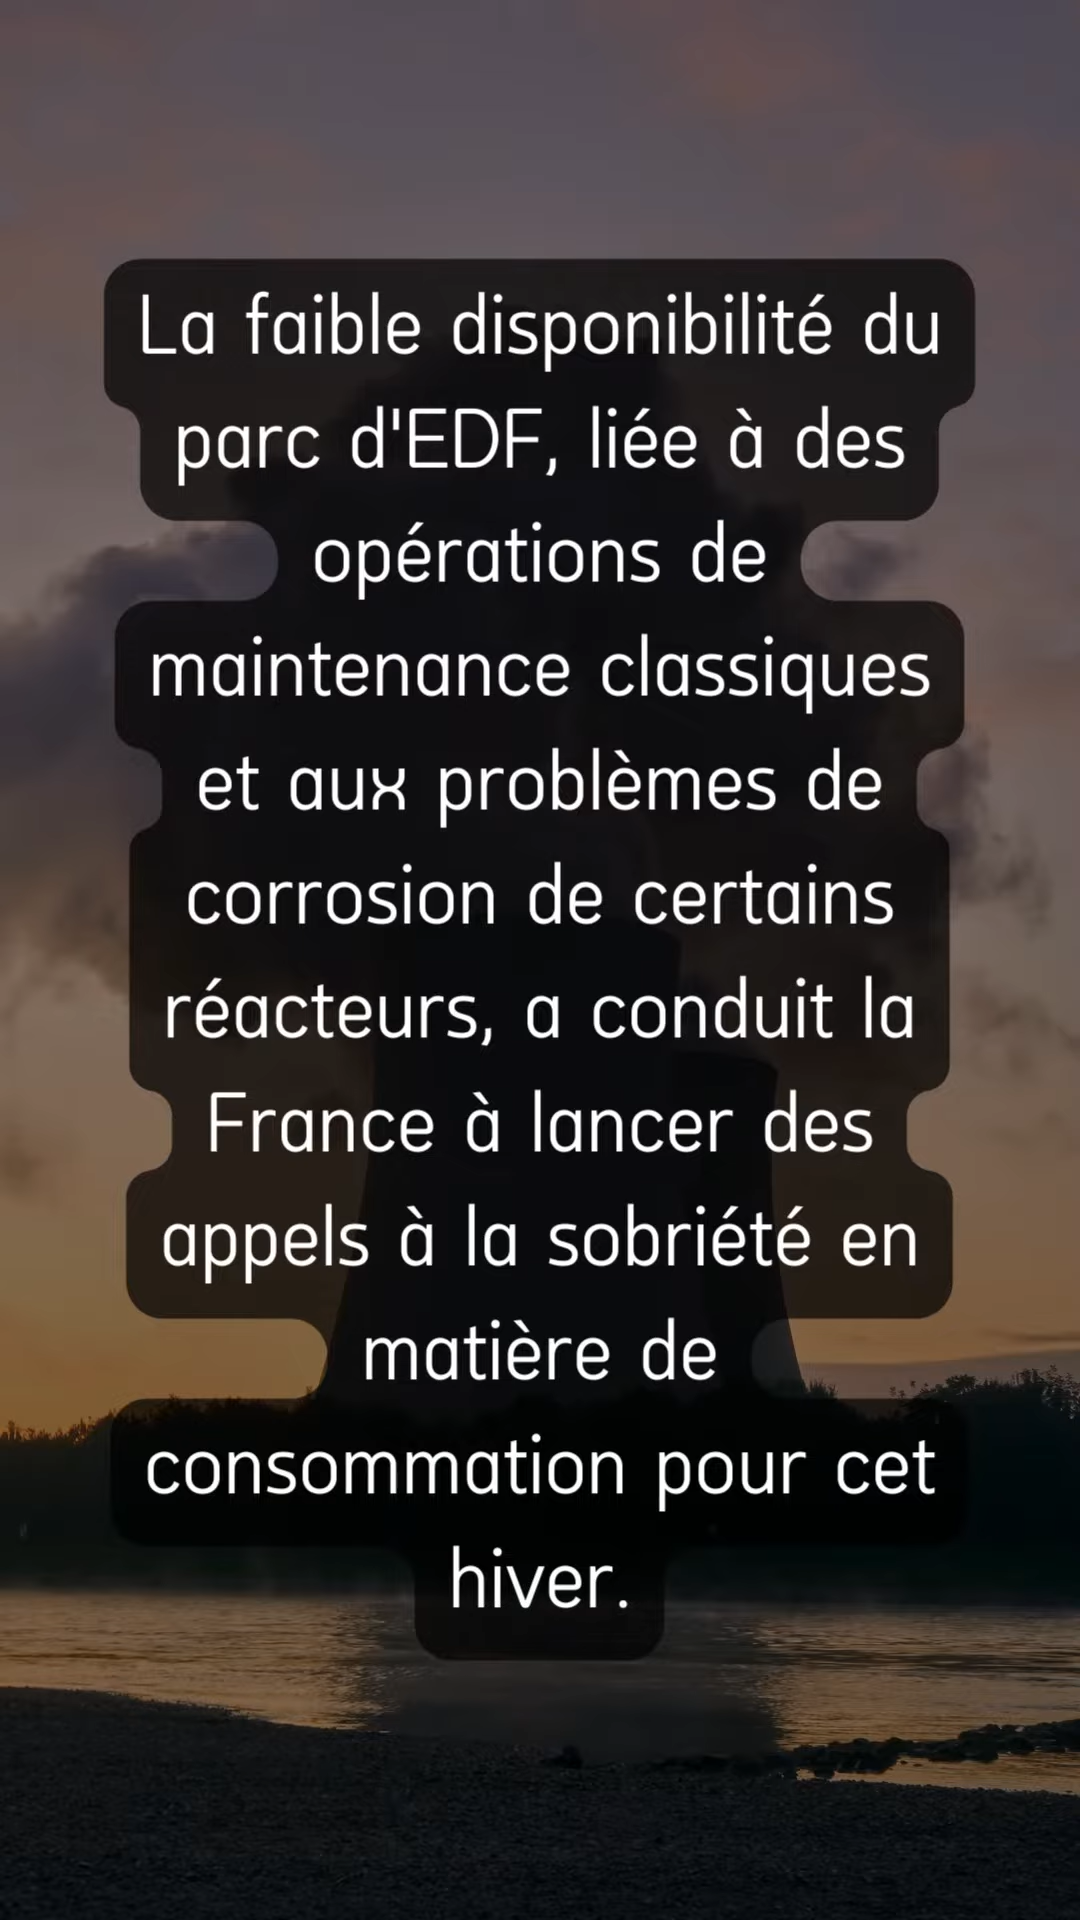 La faible disponibilité du
parc d'EDF, liée à des
opérations de
maintenance classiques
et aux problèmes de
corrosion de certains
réacteurs, a conduit la
France à lancer des
appels à la sobriété en
matière de
consommation pour cet
hiver.